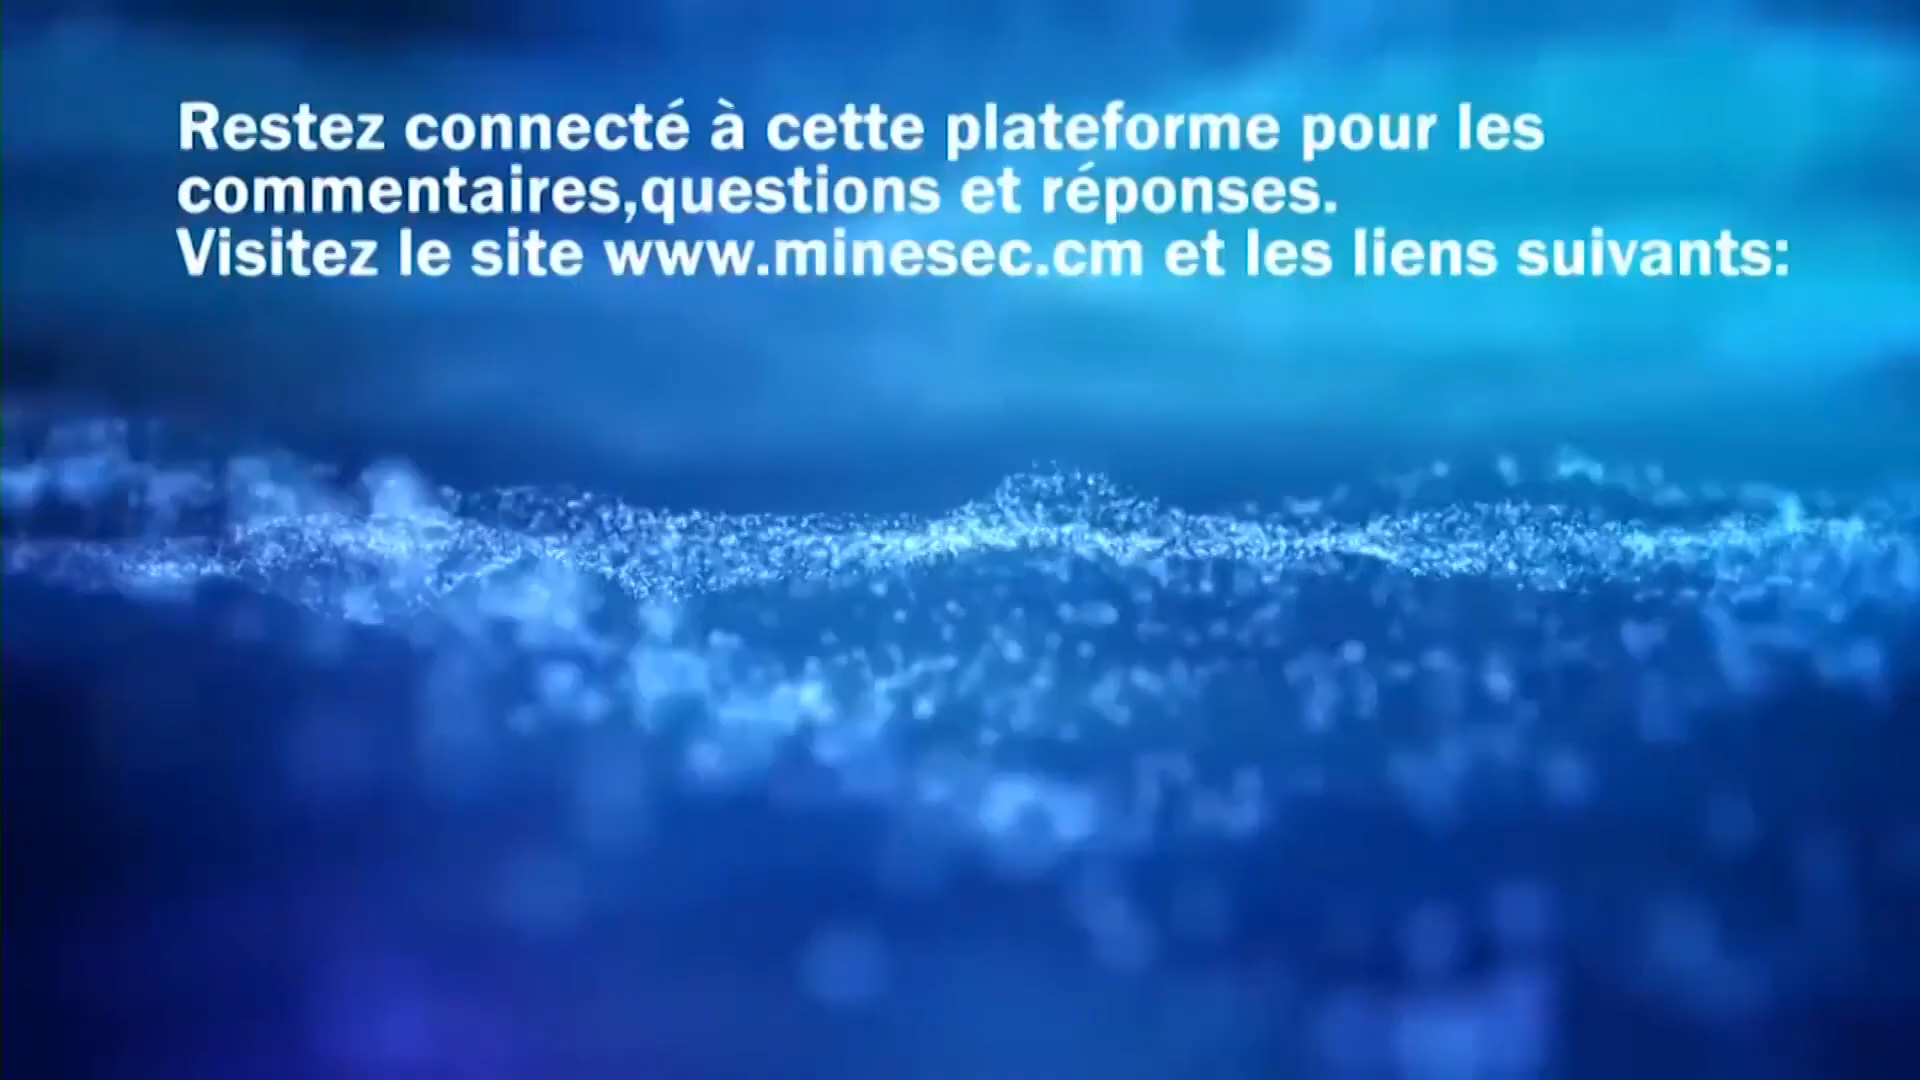 Restez connecté à cette plateforme pour les
commentaires,questions et réponses.
Visitez le site www.minesec.cm et les liens suivants: